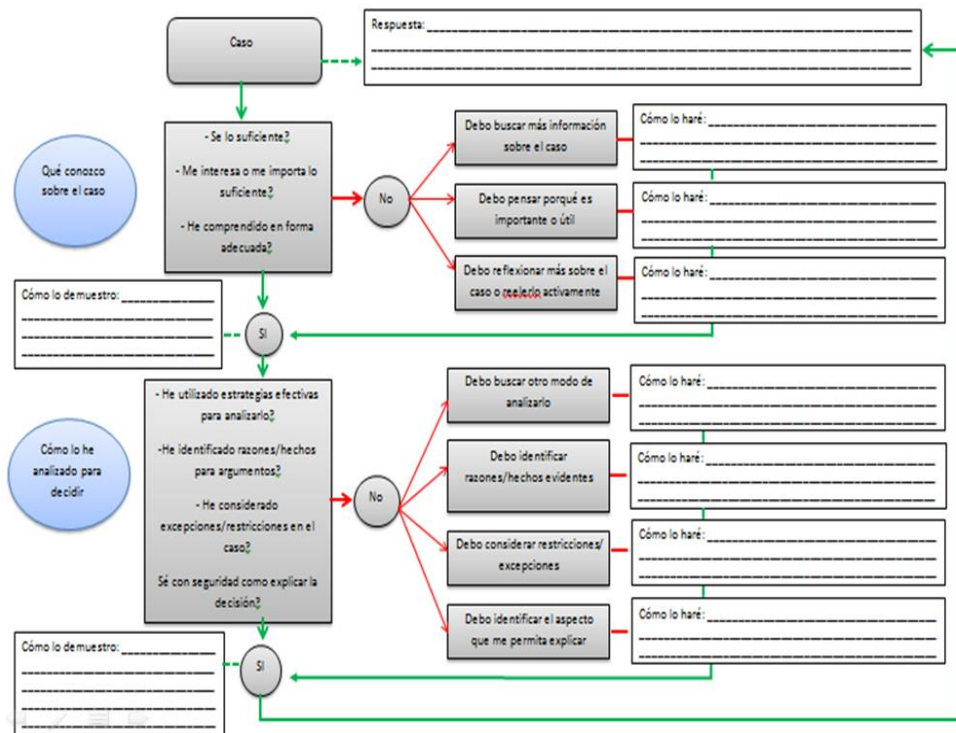 Caso
Respuesta:
Qué conozco
sobre el caso
- Se lo suficiente?
- Me interesa o me importa lo
suficiente?
- He comprendido en forma
adecuada?
No
Debo buscar más información
sobre el caso
Cómo lo haré:
Debo pensar porqué es
importante o útil
Cómo lo haré:
Debo reflexionar más sobre el
caso o reelerlo activamente
Cómo lo haré:
Cómo lo demuestro:
SI
Cómo lo he
analizado para
decidir
- He utilizado estrategias efectivas
para analizarlo?
-He identificado razones/hechos
para argumentos?
- He considerado
excepciones/restricciones en el
caso?
Sé con seguridad como explicar la
decisión?
No
Debo buscar otro modo de
analizarlo
Cómo lo haré:
Debo identificar
razones/hechos evidentes
Cómo lo haré:
Debo considerar restricciones/
excepciones
Cómo lo haré:
Debo identificar el aspecto
que me permita explicar
Cómo lo haré:
Cómo lo demuestro:
SI